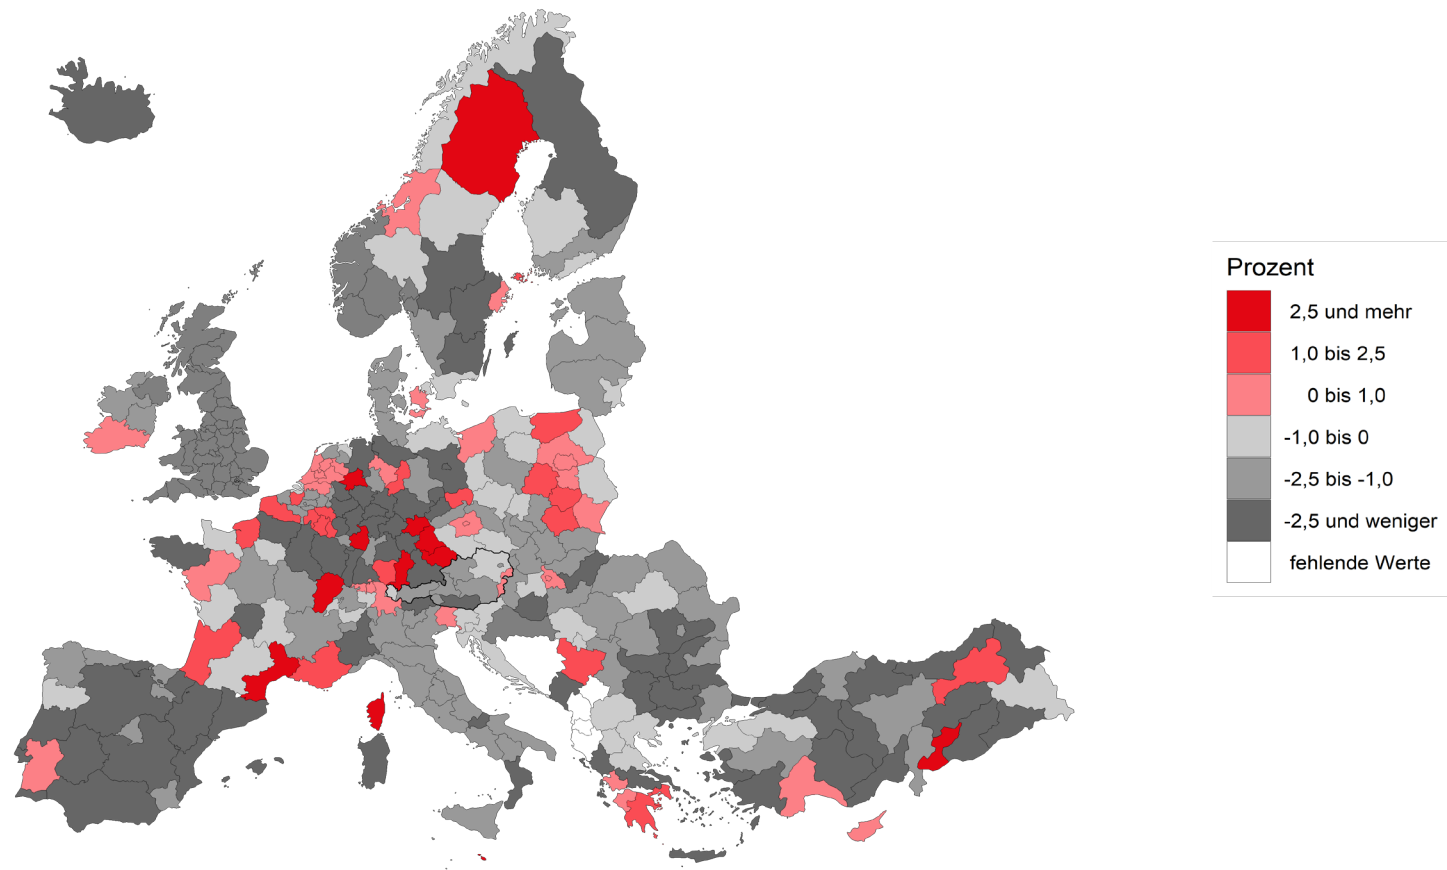 Prozent
2,5 und mehr
1,0 bis 2,5
0 bis 1,0
-1,0 bis 0
-2,5 bis -1,0
-2,5 und weniger
fehlende Werte